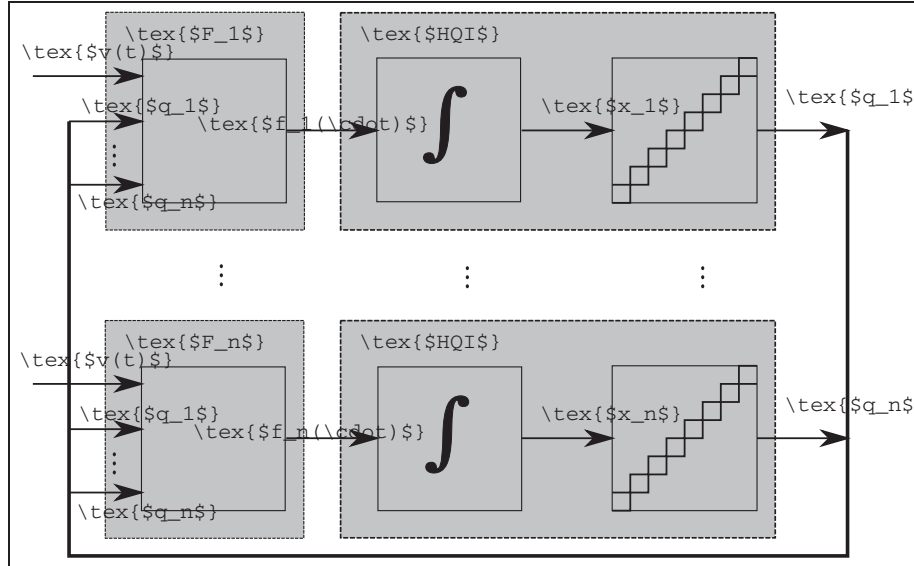 \tex{$F_1$}
\tex{$HQI$}
\tex{$v(t)$}
\tex{$q_1$}
\tex{$f_1(\cdot)$}
\tex{$x_1$}
\tex{$q_1$
\tex{$q_n$}
\tex{$F_n$}
\tex{$HQI$}
\tex{$v(t)$}
\tex{$q_1$}
\tex{$f_n(\cdot)$}
\tex{$x_n$}
\tex{$q_n$
\tex{$q_n$}